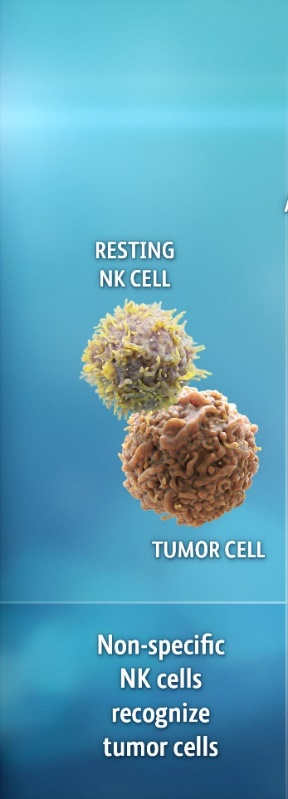 RESTING
NK CELL
TUMOR CELL
Non-specific
NK cells
recognize
tumor cells